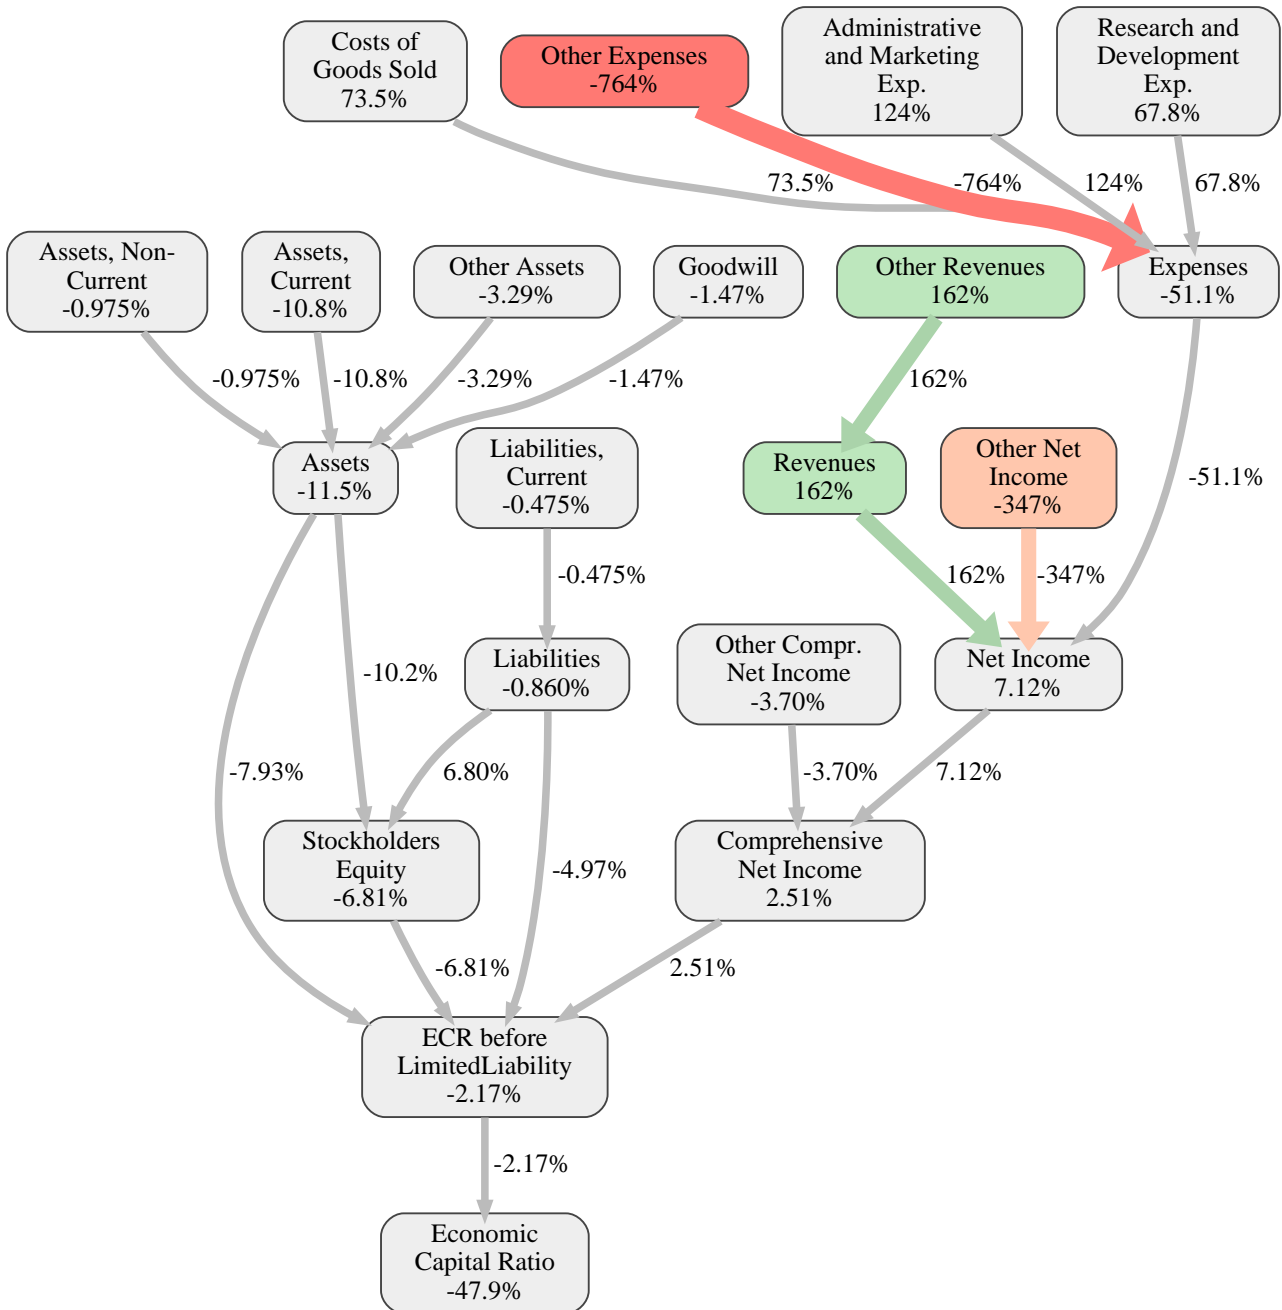 Costs of
Goods Sold
73.5%
Other Expenses
-764%
Administrative
and Marketing
Exp.
124%
Research and
Development
Exp.
67.8%
73.5%
-764%
124%
67.8%
Assets, Non-
Current
-0.975%
Assets,
Current
-10.8%
Other Assets
-3.29%
Goodwill
-1.47%
Other Revenues
162%
Expenses
-51.1%
-0.975%
-10.8%
-3.29%
-1.47%
162%
Assets
-11.5%
Liabilities,
Current
-0.475%
Revenues
162%
Other Net
Income
-347%
-51.1%
-0.475%
162%
-347%
Liabilities
-0.860%
Other Compr.
Net Income
-3.70%
Net Income
7.12%
-10.2%
-7.93%
6.80%
-3.70%
7.12%
Stockholders
Equity
-6.81%
-4.97%
Comprehensive
Net Income
2.51%
-6.81%
2.51%
ECR before
LimitedLiability
-2.17%
-2.17%
Economic
Capital Ratio
-47.9%